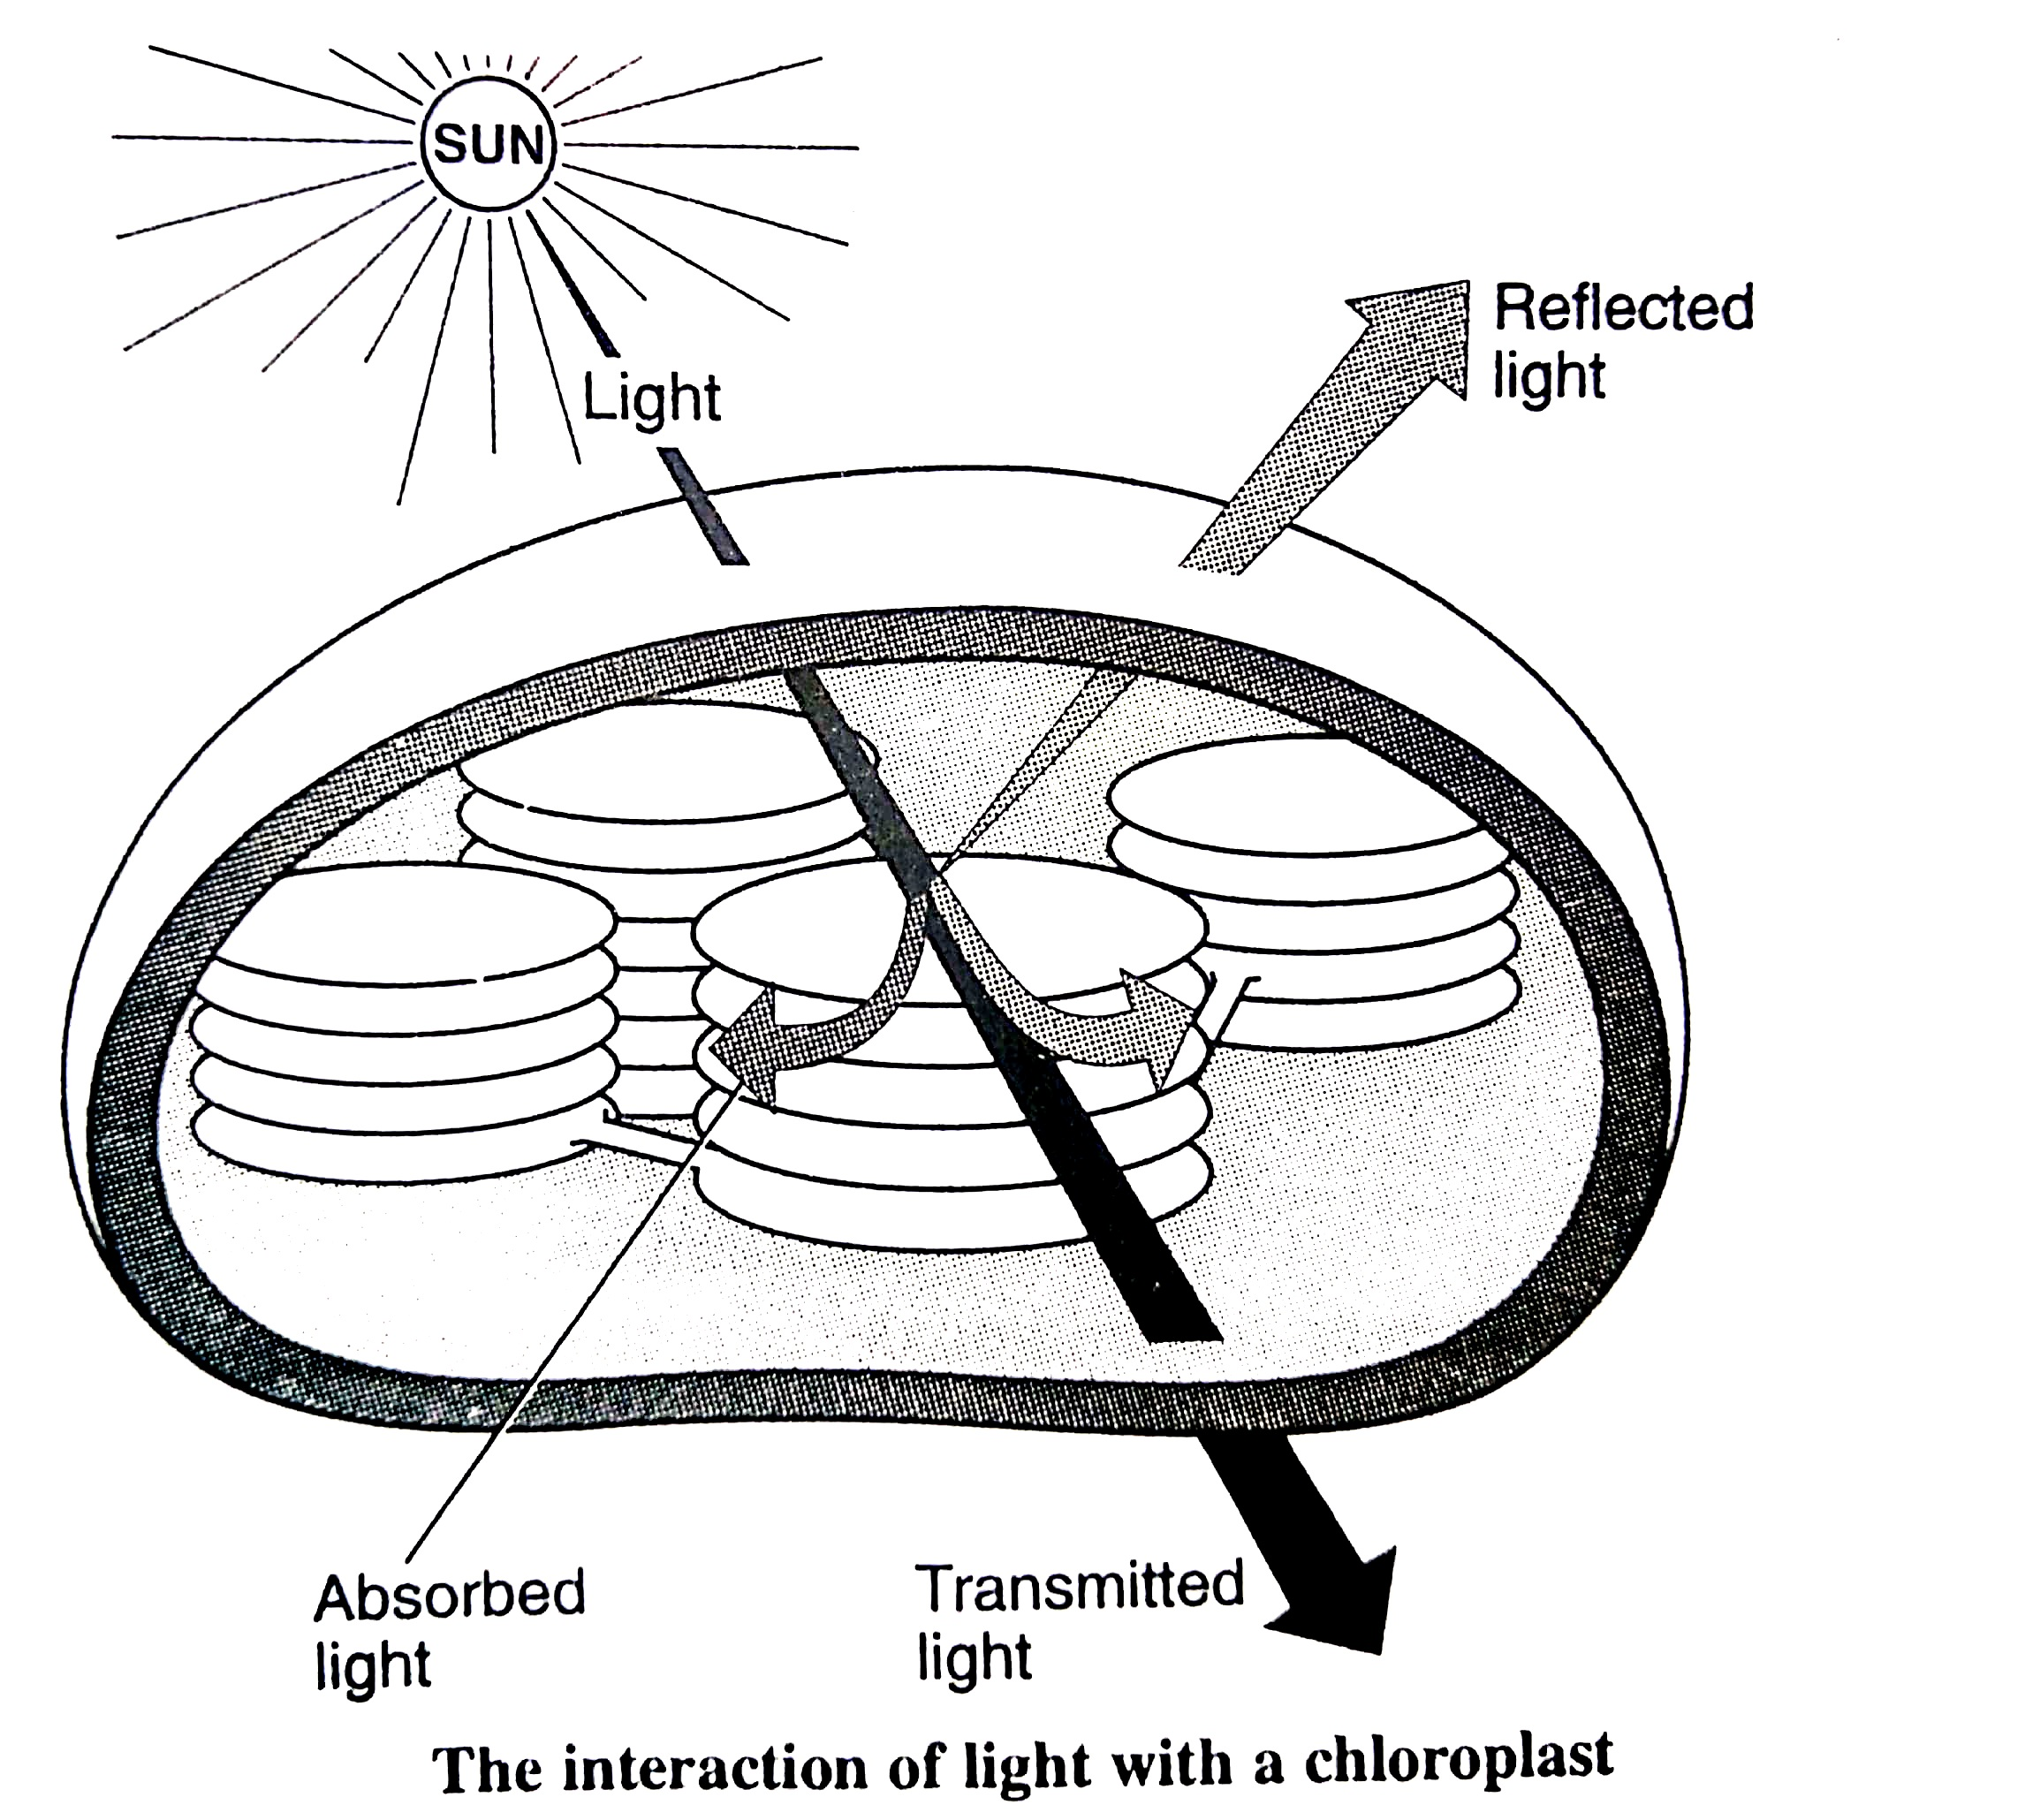 SUN
Light
Reflected
light
Absorbed
light
Transmitted
light
The interaction of light with a chloroplast